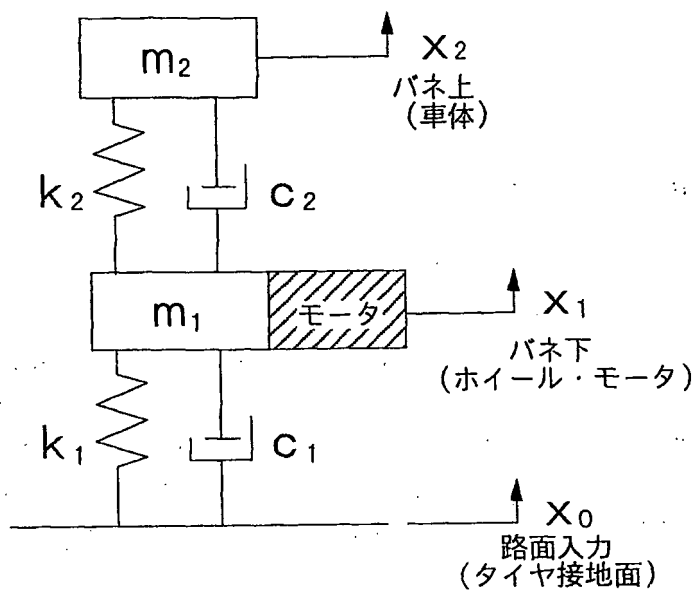 m₂
x₂
バネ上
(車体)
k₂
c₂
m₁
モータ
x₁
バネ下
(ホイール・モータ)
k₁
c₁
x₀
路面入力
(タイヤ接地面)